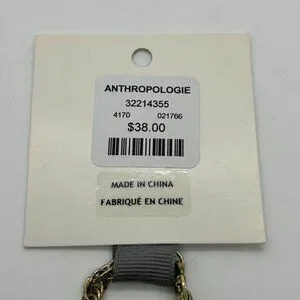 ANTHROPOLOGIE
32214355
4170 021766
$38.00
MADE IN CHINA
FABRIQUÉ EN CHINE